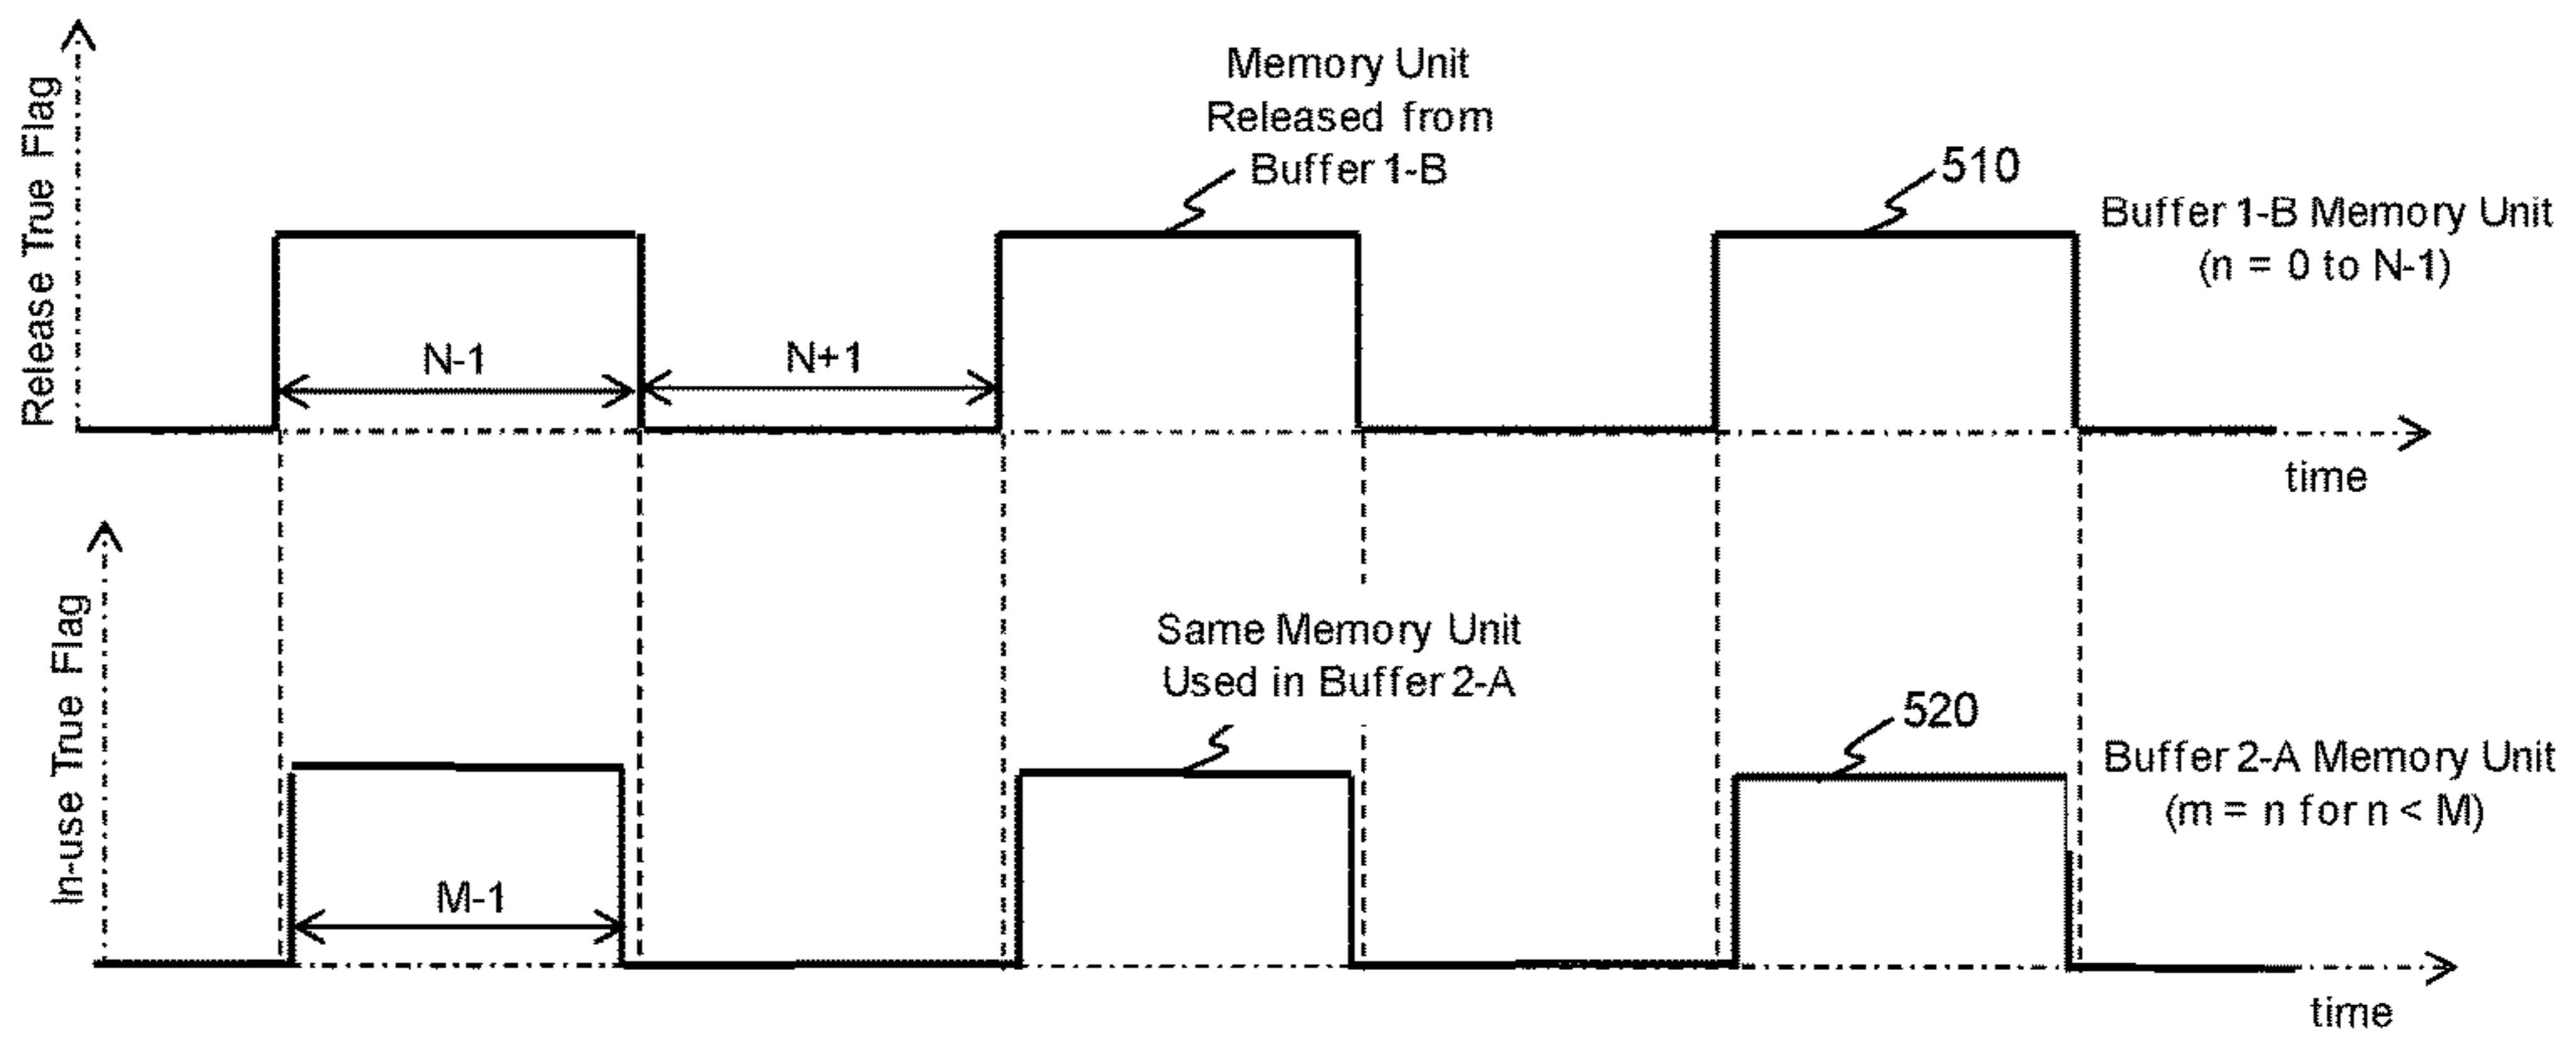 Release True Flag
Memory Unit
Released from
Buffer 1-B
510
Buffer 1-B Memory Unit
(n = 0 to N-1)
N-1
N+1
time
In-use True Flag
Same Memory Unit
Used in Buffer 2-A
520
Buffer 2-A Memory Unit
(m = n for n < M)
M-1
time